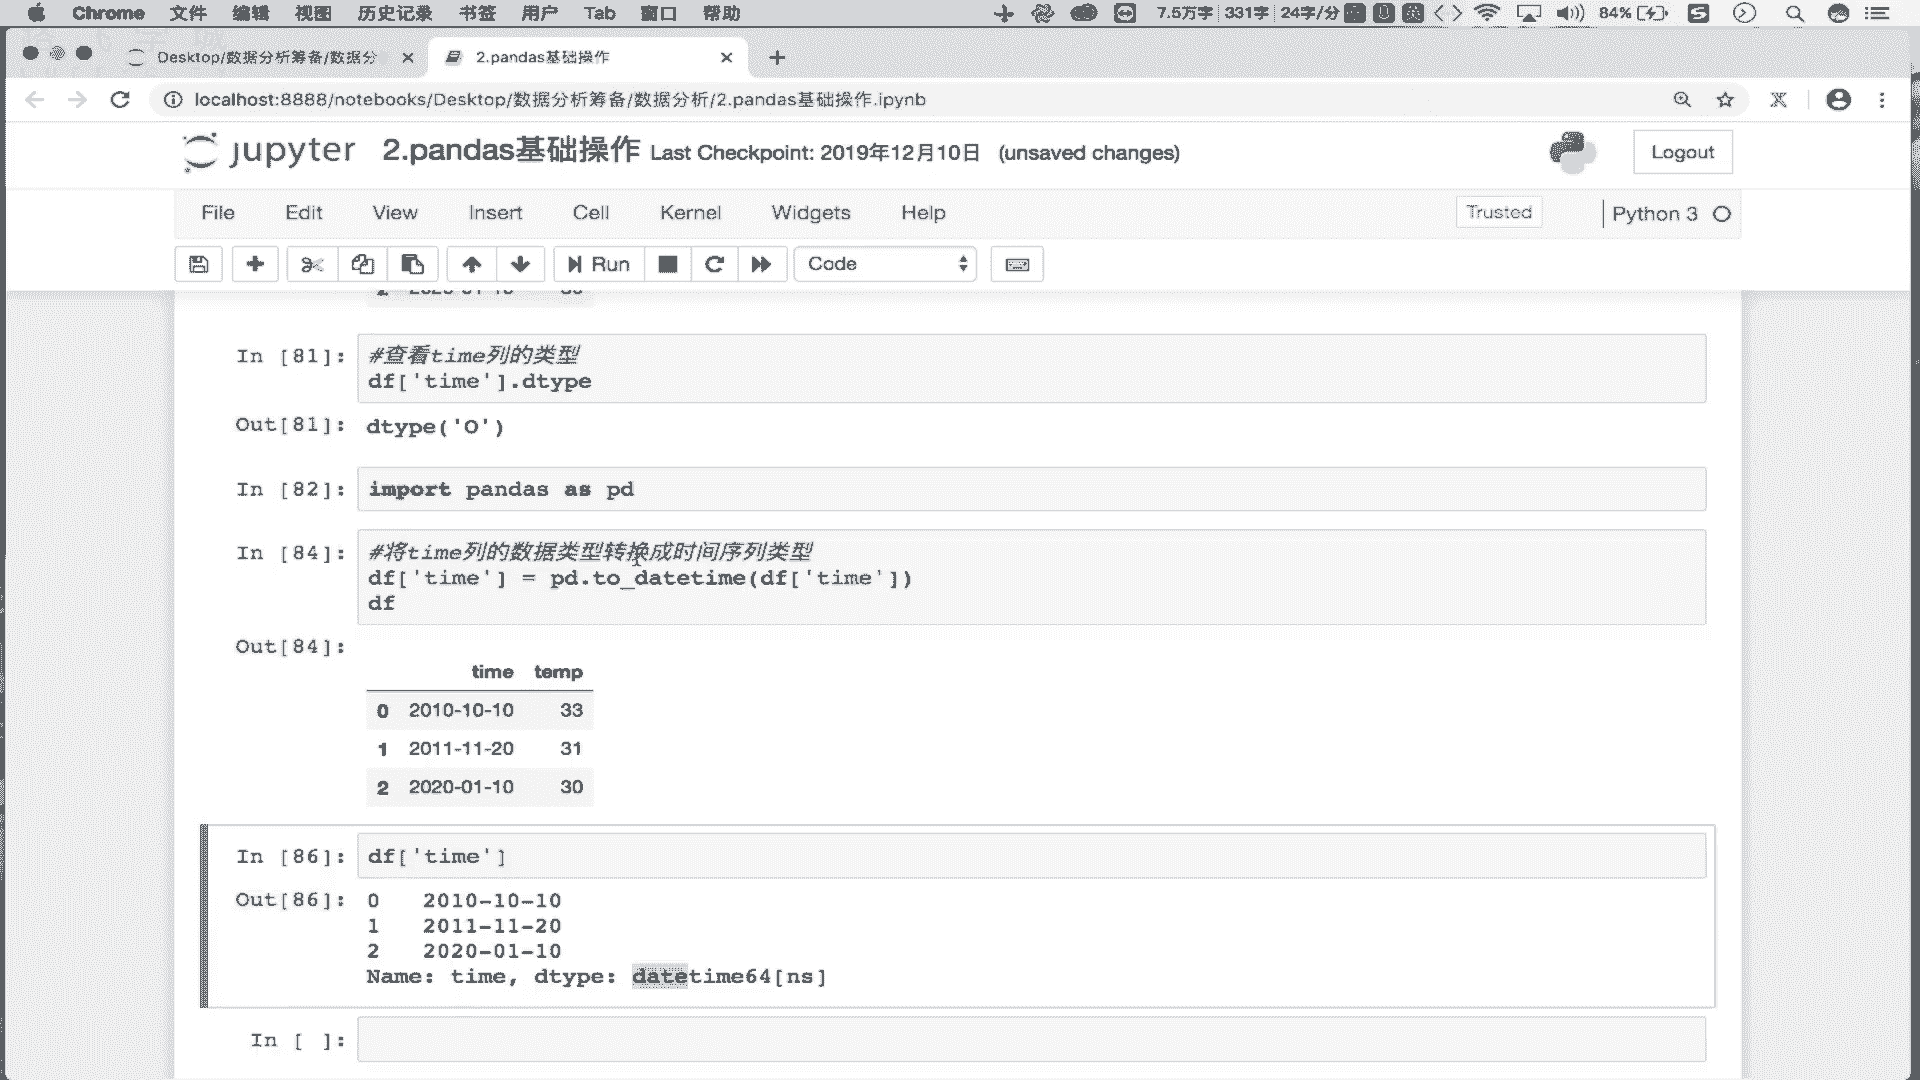 Chrome 文件 编辑 视图 历史记录 书签 用户 Tab 窗口 帮助 7.5万字 331字 24字/分 84%
Desktop/数据分析筹备/数据分
2.pandas基础操作
localhost:8888/notebooks/Desktop/数据分析筹备/数据分析/2.pandas基础操作.ipynb
jupyter 2.pandas基础操作 Last Checkpoint: 2019年12月10日 (unsaved changes)
Logout
File Edit View Insert Cell Kernel Widgets Help
Trusted Python 3
Run Code
In [81]: #查看time列的类型
df['time'].dtype
Out[81]: dtype('O')
In [82]: import pandas as pd
In [84]: #将time列的数据类型转换成时间序列类型
df['time'] = pd.to_datetime(df['time'])
df
Out[84]:
time temp
0 2010-10-10 33
1 2011-11-20 31
2 2020-01-10 30
In [86]: df['time']
Out[86]: 0 2010-10-10
1 2011-11-20
2 2020-01-10
Name: time, dtype: datetime64[ns]
In [ ]: